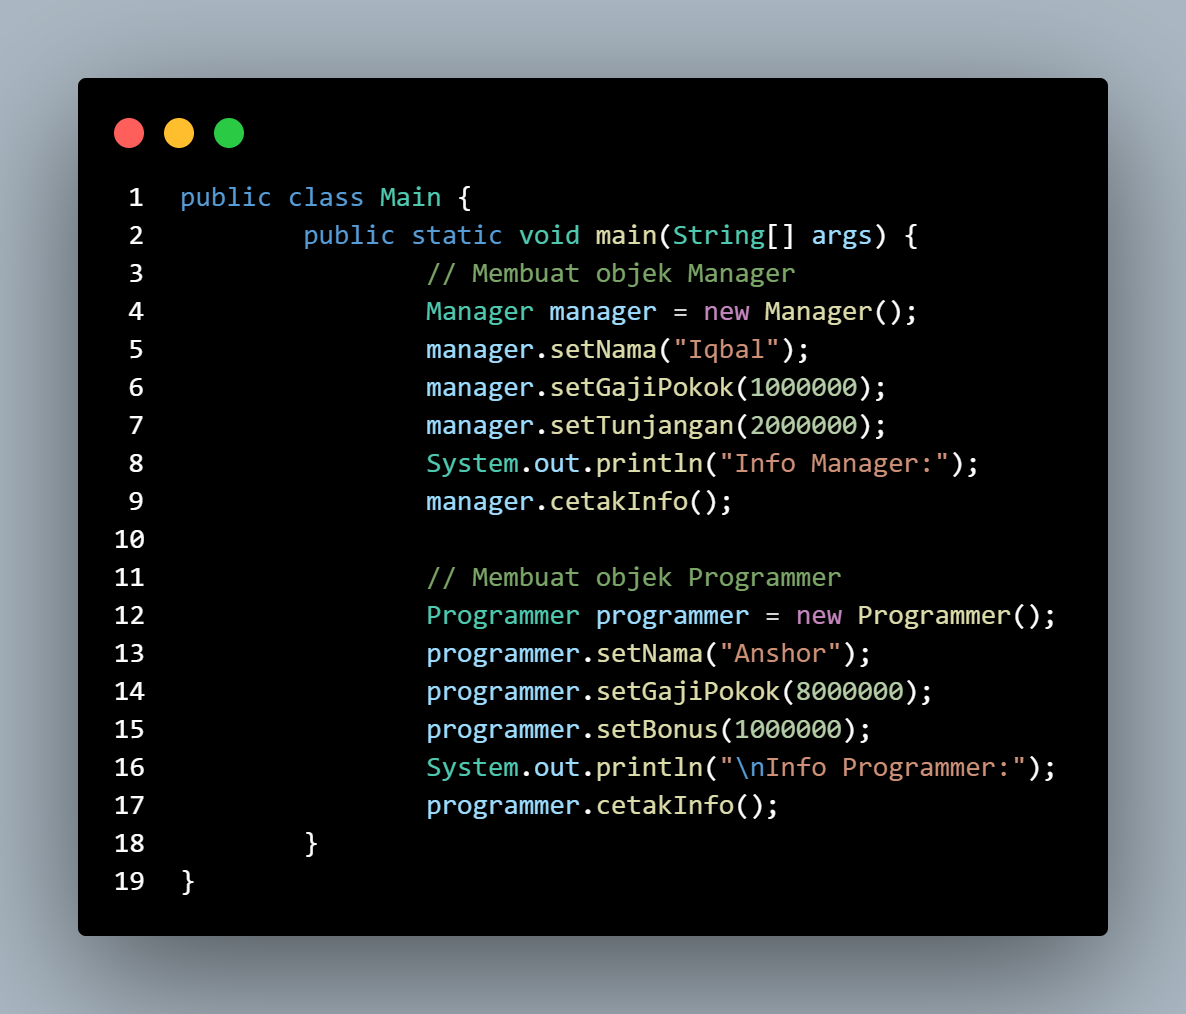 1 public class Main {
2 public static void main(String[] args) {
3 // Membuat objek Manager
4 Manager manager = new Manager();
5 manager.setNama("Iqbal");
6 manager.setGajiPokok(1000000);
7 manager.setTunjangan(2000000);
8 System.out.println("Info Manager:");
9 manager.cetakInfo();
10
11 // Membuat objek Programmer
12 Programmer programmer = new Programmer();
13 programmer.setNama("Anshor");
14 programmer.setGajiPokok(8000000);
15 programmer.setBonus(1000000);
16 System.out.println("\nInfo Programmer:");
17 programmer.cetakInfo();
18 }
19 }